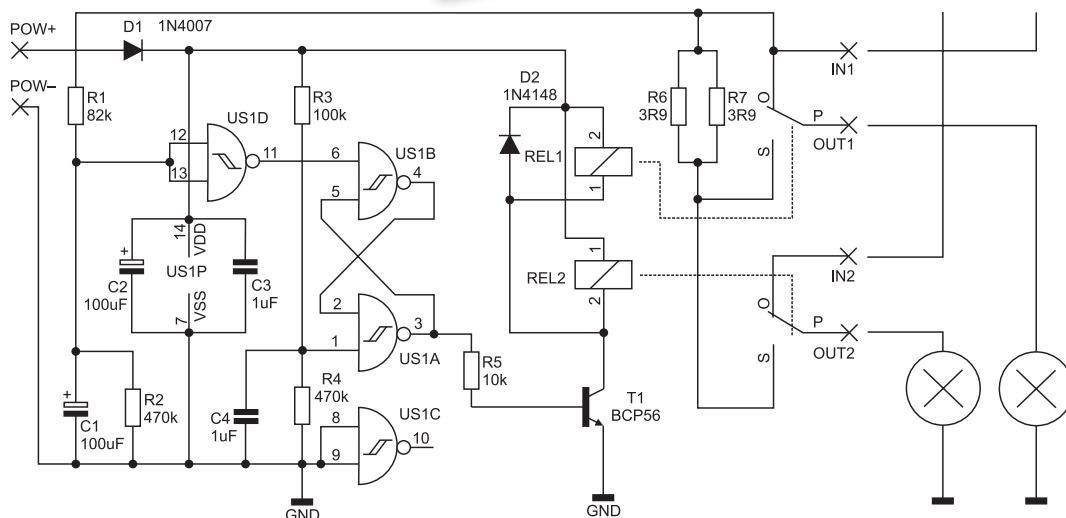 POW+
D1
1N4007
POW–
R1
82k
R3
100k
US1D
12
13
11
6
5
US1B
4
14
VDD
US1P
VSS
7
+
C2
100uF
C3
1uF
2
1
3
US1A
R5
10k
+
C1
100uF
R2
470k
C4
1uF
R4
470k
8
9
US1C
10
GND
D2
1N4148
REL1
2
1
REL2
1
2
T1
BCP56
GND
R6
3R9
R7
3R9
O
P
S
IN1
OUT1
IN2
O
P
S
OUT2